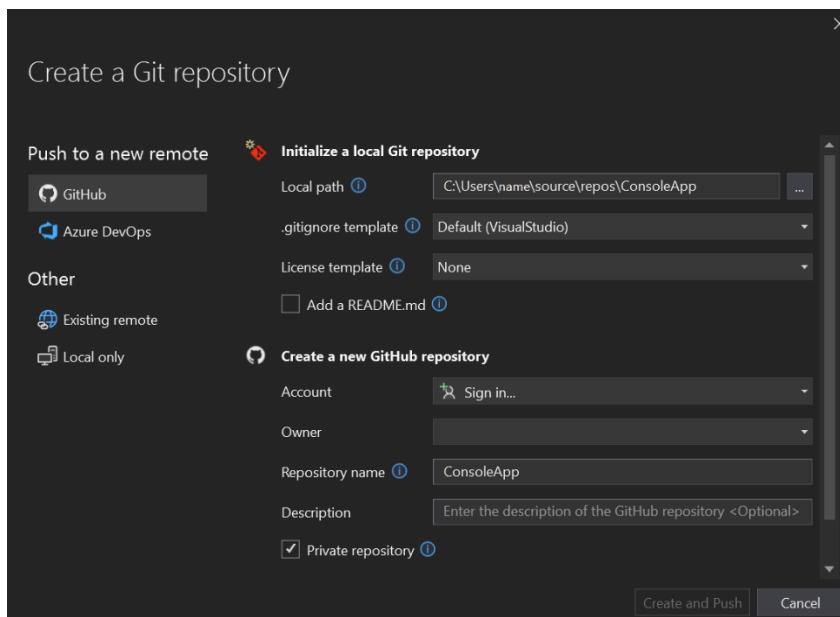 Create a Git repository
Push to a new remote
GitHub
Azure DevOps
Other
Existing remote
Local only
Initialize a local Git repository
Local path C:\Users\name\source\repos\ConsoleApp ...
.gitignore template Default (VisualStudio)
License template None
Add a README.md
Create a new GitHub repository
Account Sign in...
Owner
Repository name ConsoleApp
Description Enter the description of the GitHub repository <Optional>
Private repository
Create and Push Cancel